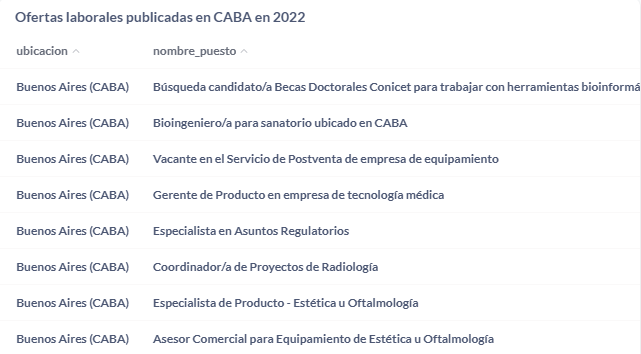 Ofertas laborales publicadas en CABA en 2022
ubicacion nombre_puesto
Buenos Aires (CABA) Búsqueda candidato/a Becas Doctorales Conicet para trabajar con herramientas bioinformá
Buenos Aires (CABA) Bioingeniero/a para sanatorio ubicado en CABA
Buenos Aires (CABA) Vacante en el Servicio de Postventa de empresa de equipamiento
Buenos Aires (CABA) Gerente de Producto en empresa de tecnología médica
Buenos Aires (CABA) Especialista en Asuntos Regulatorios
Buenos Aires (CABA) Coordinador/a de Proyectos de Radiología
Buenos Aires (CABA) Especialista de Producto - Estética u Oftalmología
Buenos Aires (CABA) Asesor Comercial para Equipamiento de Estética u Oftalmología